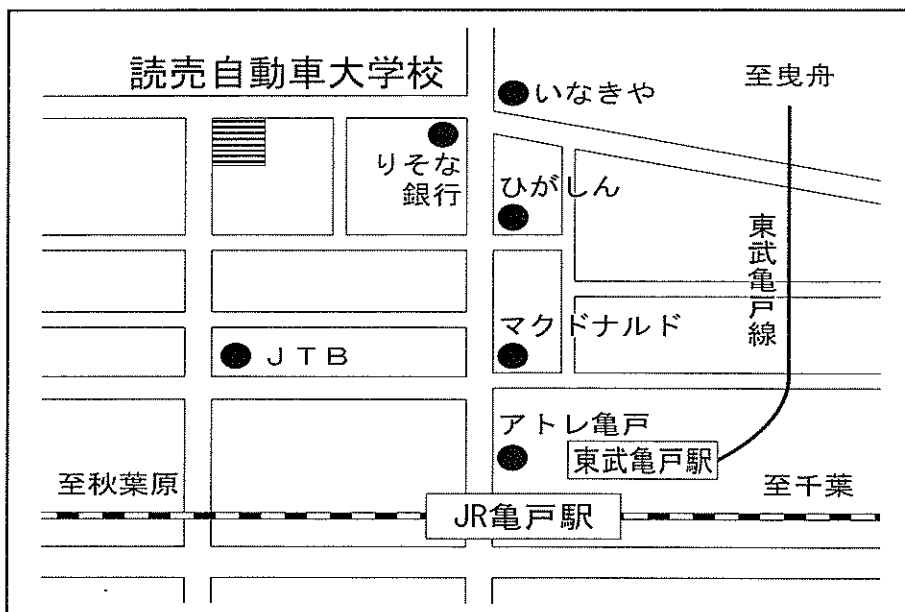 読売自動車大学校
いなきや
至曳舟
りそな
銀行
ひがしん
東武亀戸線
マクドナルド
JTB
アトレ亀戸
東武亀戸駅
至秋葉原
至千葉
JR亀戸駅